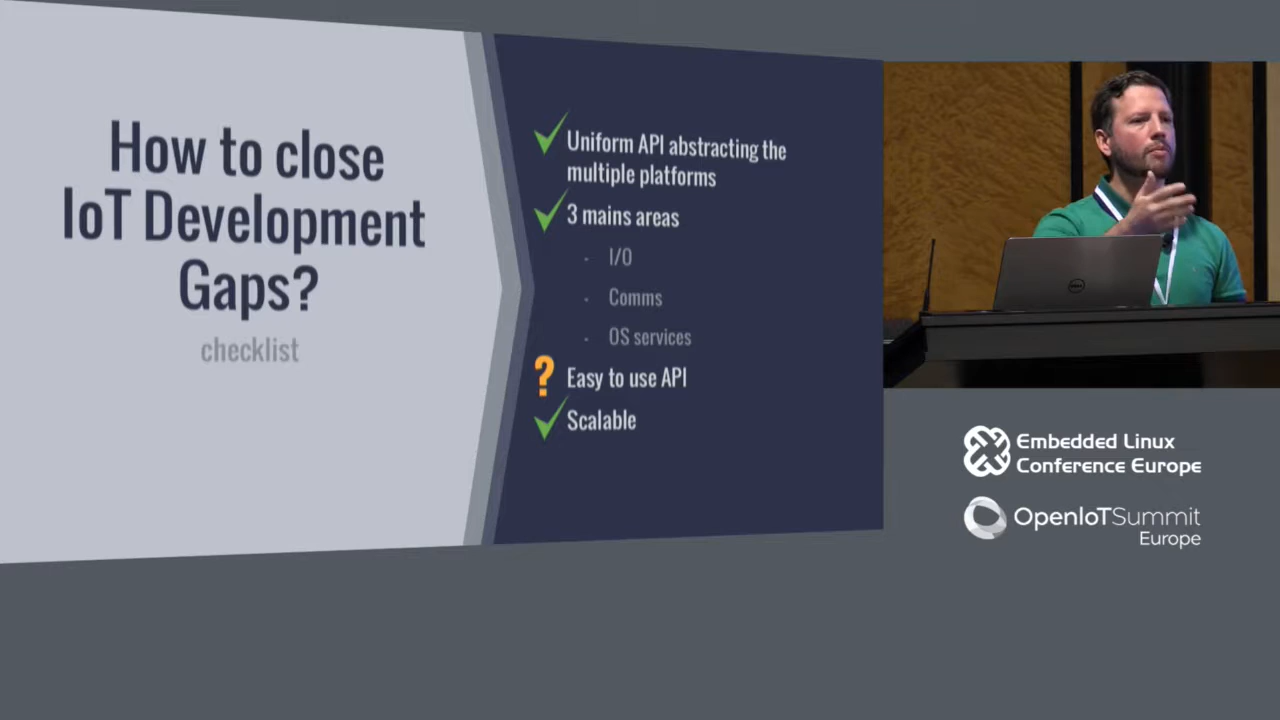 How to close
IoT Development
Gaps?
checklist
Uniform API abstracting the
multiple platforms
3 mains areas
- I/O
- Comms
- OS services
? Easy to use API
Scalable
DELL
Embedded Linux
Conference Europe
OpenIoTSummit
Europe